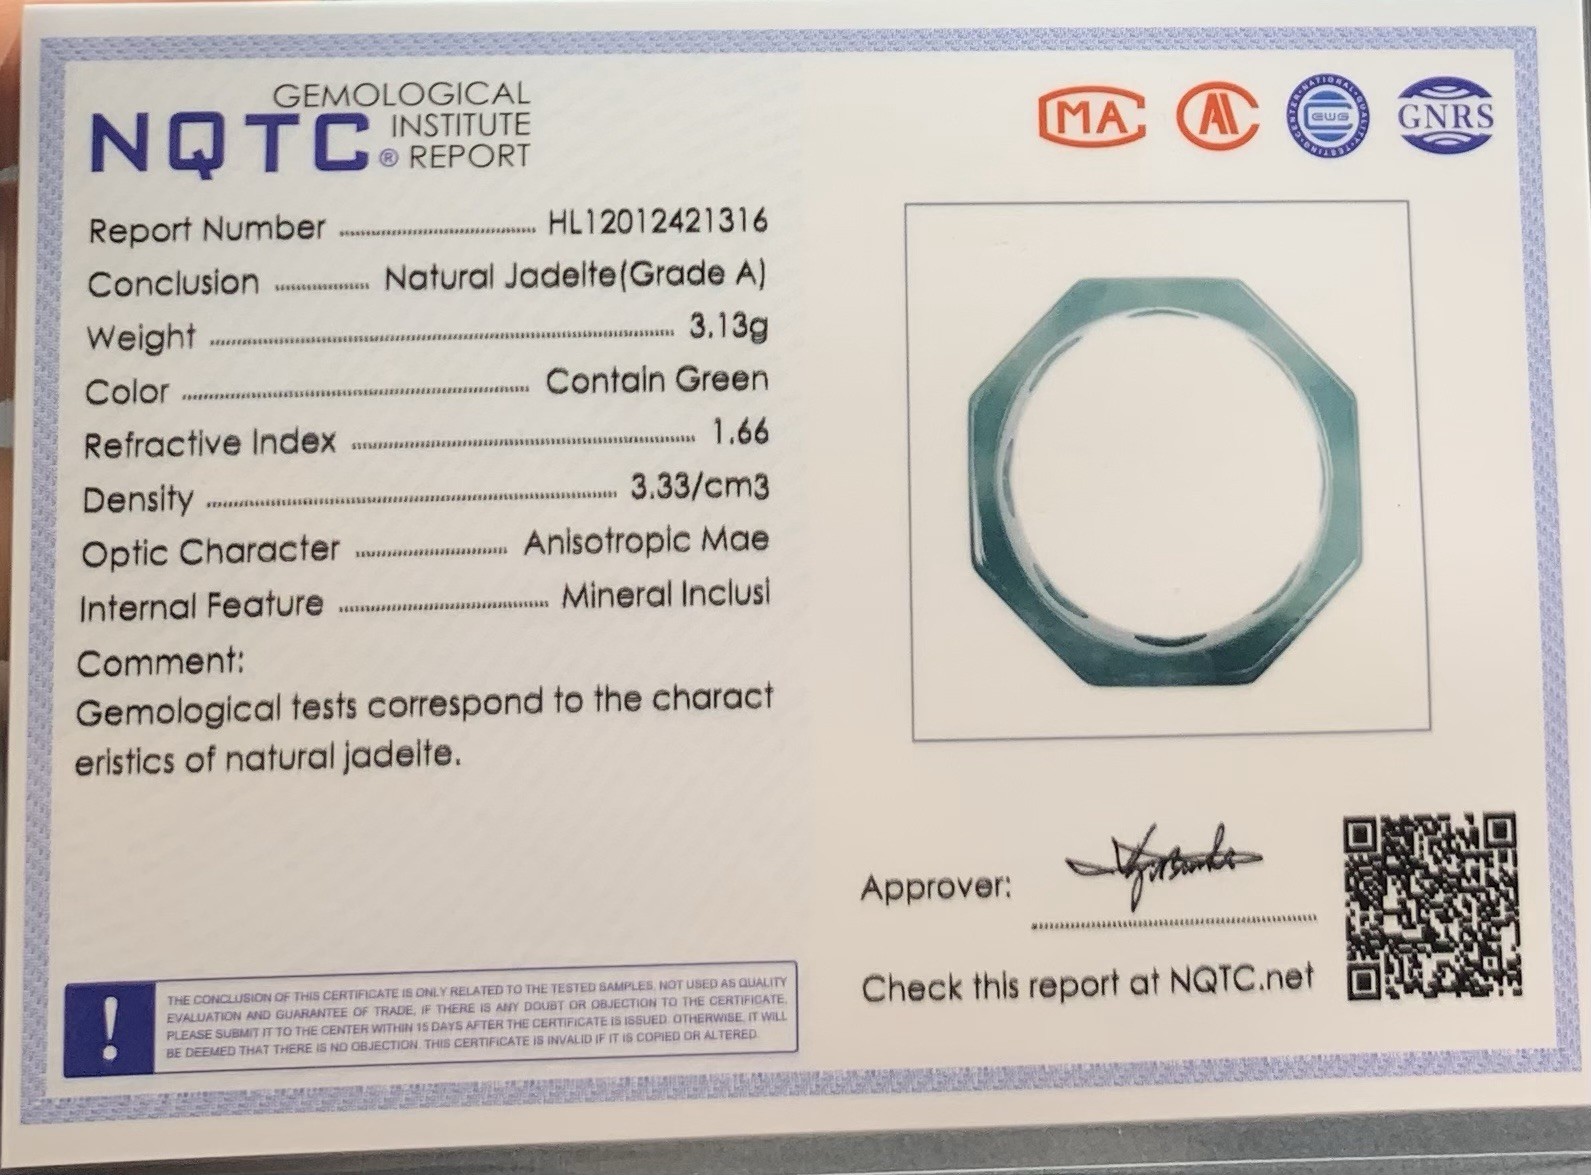 GEMOLOGICAL
NQTC® INSTITUTE
REPORT
Report Number HL12012421316
Conclusion Natural Jadeite(Grade A)
Weight 3.13g
Color Contain Green
Refractive Index 1.66
Density 3.33/cm3
Optic Character Anisotropic Mae
Internal Feature Mineral Inclusi
Comment:
Gemological tests correspond to the charact
eristics of natural jadeite.
! THE CONCLUSION OF THIS CERTIFICATE IS ONLY RELATED TO THE TESTED SAMPLES, NOT USED AS QUALITY
EVALUATION AND GUARANTEE OF TRADE, IF THERE IS ANY DOUBT OR OBJECTION TO THE CERTIFICATE,
PLEASE SUBMIT IT TO THE CENTER WITHIN 15 DAYS AFTER THE CERTIFICATE IS ISSUED. OTHERWISE, IT WILL
BE DEEMED THAT THERE IS NO OBJECTION. THIS CERTIFICATE IS INVALID IF IT IS COPIED OR ALTERED.
MA
AL
NATIONAL·QUALITY·TESTING·CENTER
GWG
GNRS
Approver:
Check this report at NQTC.net